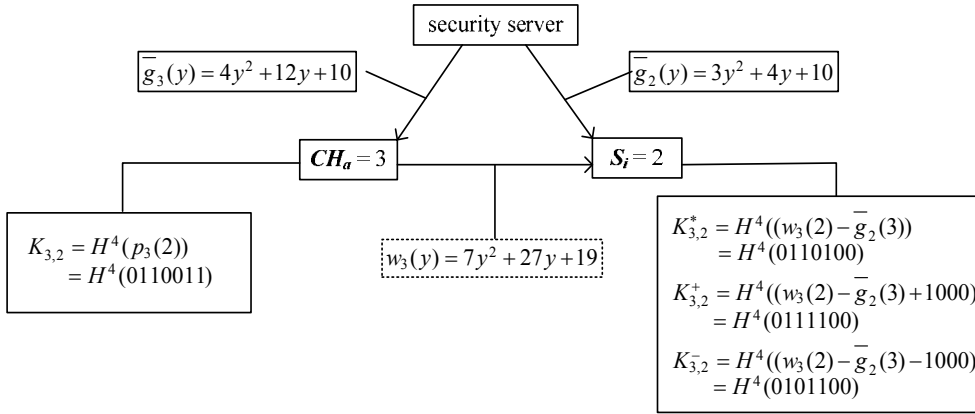 security server
g̅₃(y) = 4y² + 12y + 10
g̅₂(y) = 3y² + 4y + 10
CHₐ = 3
Sᵢ = 2
K₃,₂ = H⁴(p₃(2))
= H⁴(0110011)
w₃(y) = 7y² + 27y + 19
K*₃,₂ = H⁴((w₃(2) − g̅₂(3))
= H⁴(0110100)
K⁺₃,₂ = H⁴((w₃(2) − g̅₂(3) + 1000)
= H⁴(0111100)
K⁻₃,₂ = H⁴((w₃(2) − g̅₂(3) − 1000)
= H⁴(0101100)